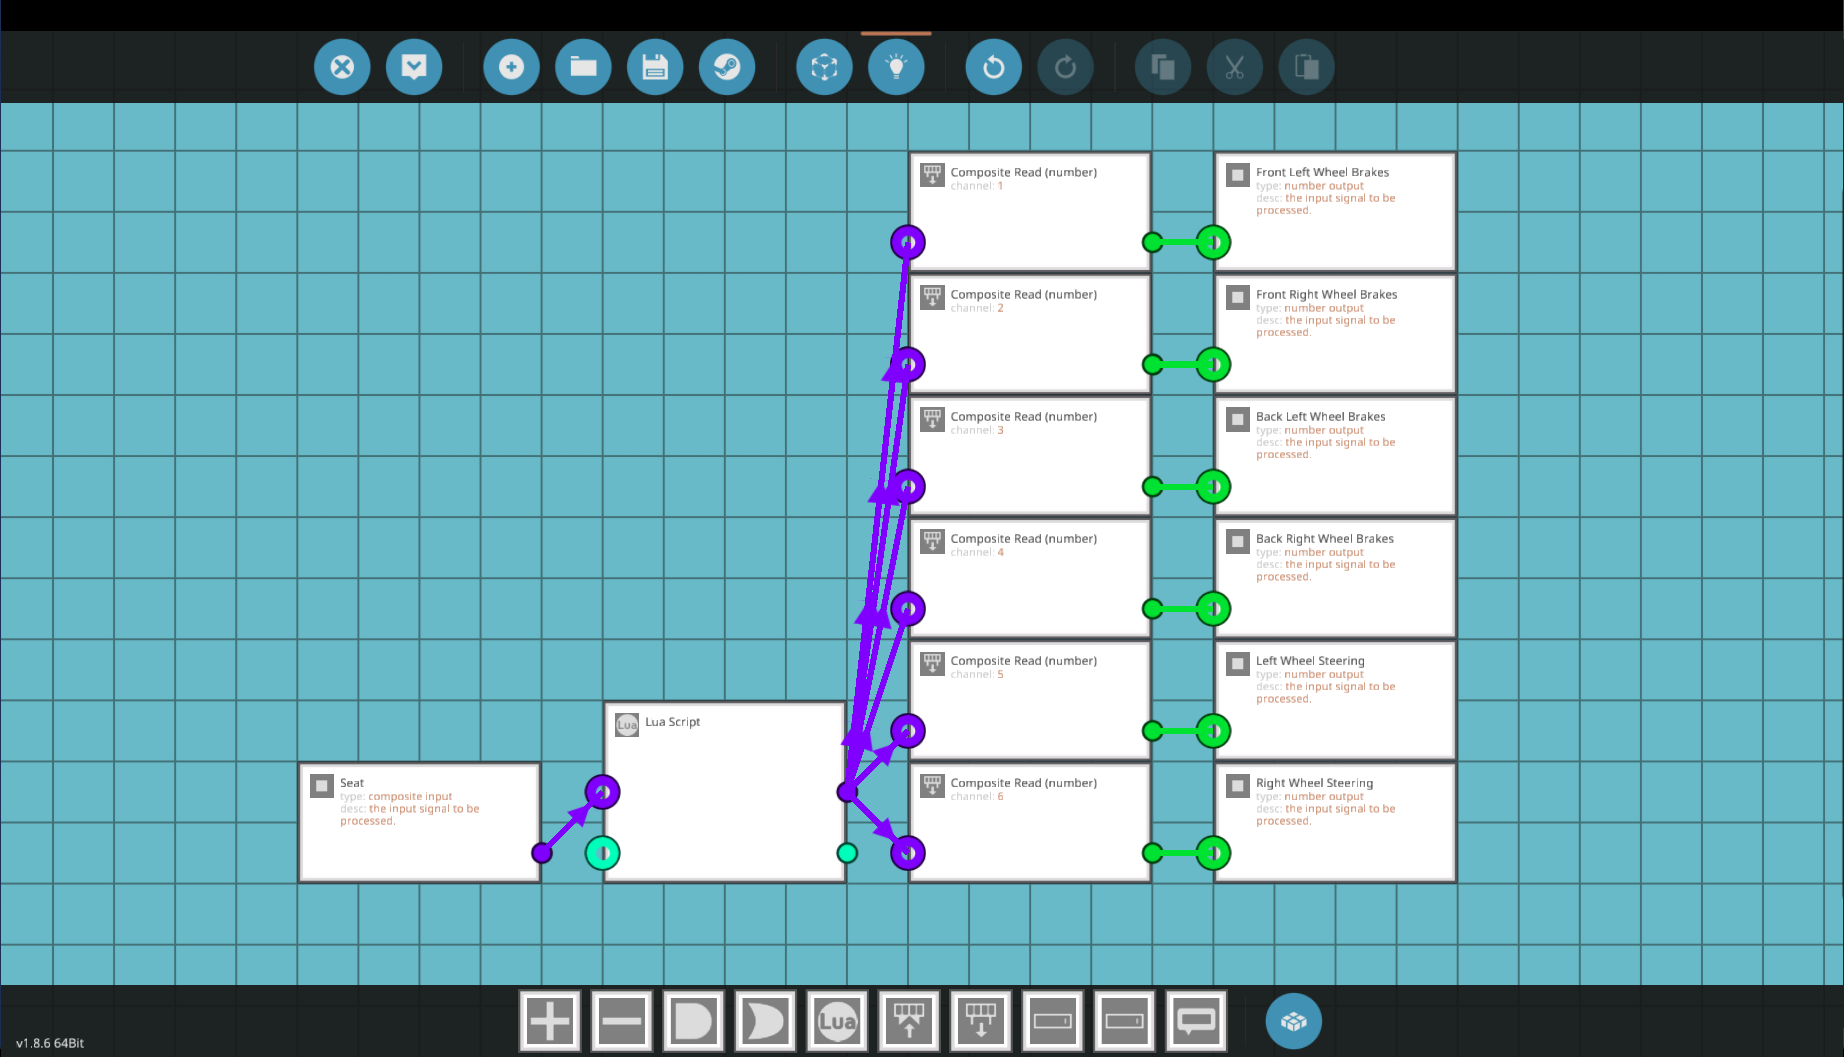 Composite Read (number)
channel: 1
Front Left Wheel Brakes
type: number output
desc: the input signal to be
processed.
Composite Read (number)
channel: 2
Front Right Wheel Brakes
type: number output
desc: the input signal to be
processed.
Composite Read (number)
channel: 3
Back Left Wheel Brakes
type: number output
desc: the input signal to be
processed.
Composite Read (number)
channel: 4
Back Right Wheel Brakes
type: number output
desc: the input signal to be
processed.
Composite Read (number)
channel: 5
Left Wheel Steering
type: number output
desc: the input signal to be
processed.
Lua
Lua Script
Seat
type: composite input
desc: the input signal to be
processed.
Composite Read (number)
channel: 6
Right Wheel Steering
type: number output
desc: the input signal to be
processed.
Lua
v1.8.6 64Bit